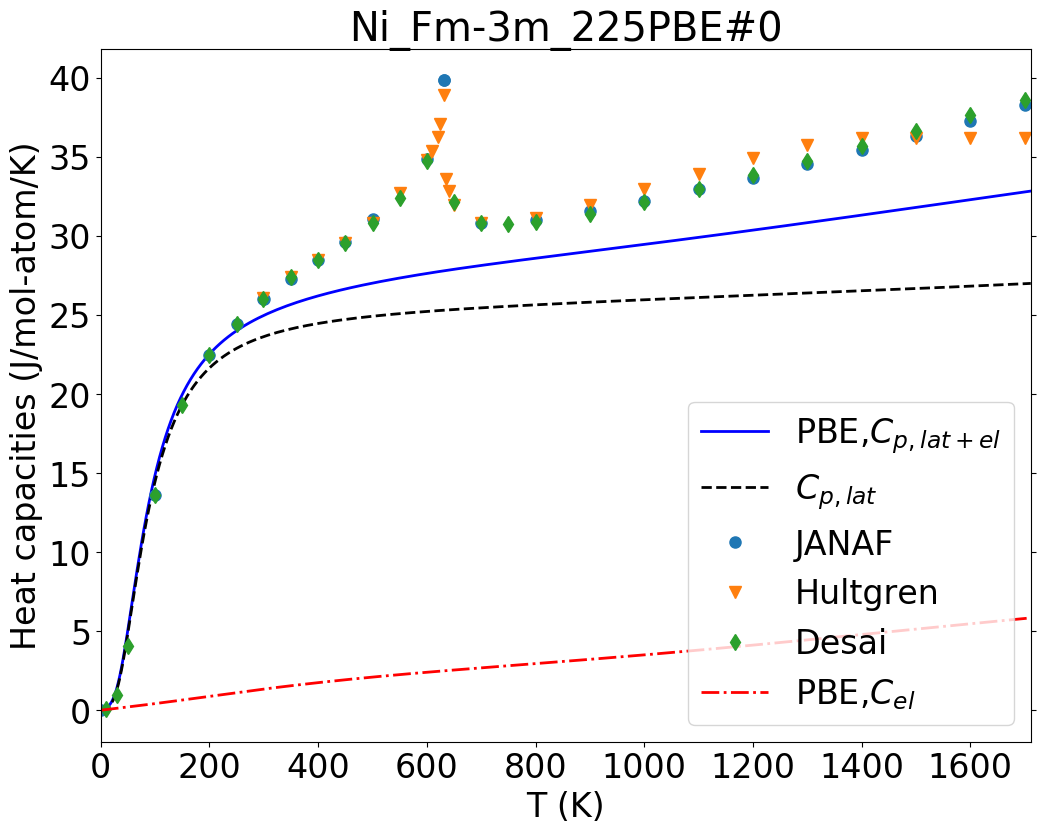 Ni_Fm-3m_225PBE#0
Heat capacities (J/mol-atom/K)
40
35
30
25
20
15
10
5
0
0 200 400 600 800 1000 1200 1400 1600
T (K)
PBE,C_{p, lat+el}
C_{p, lat}
JANAF
Hultgren
Desai
PBE,C_{el}